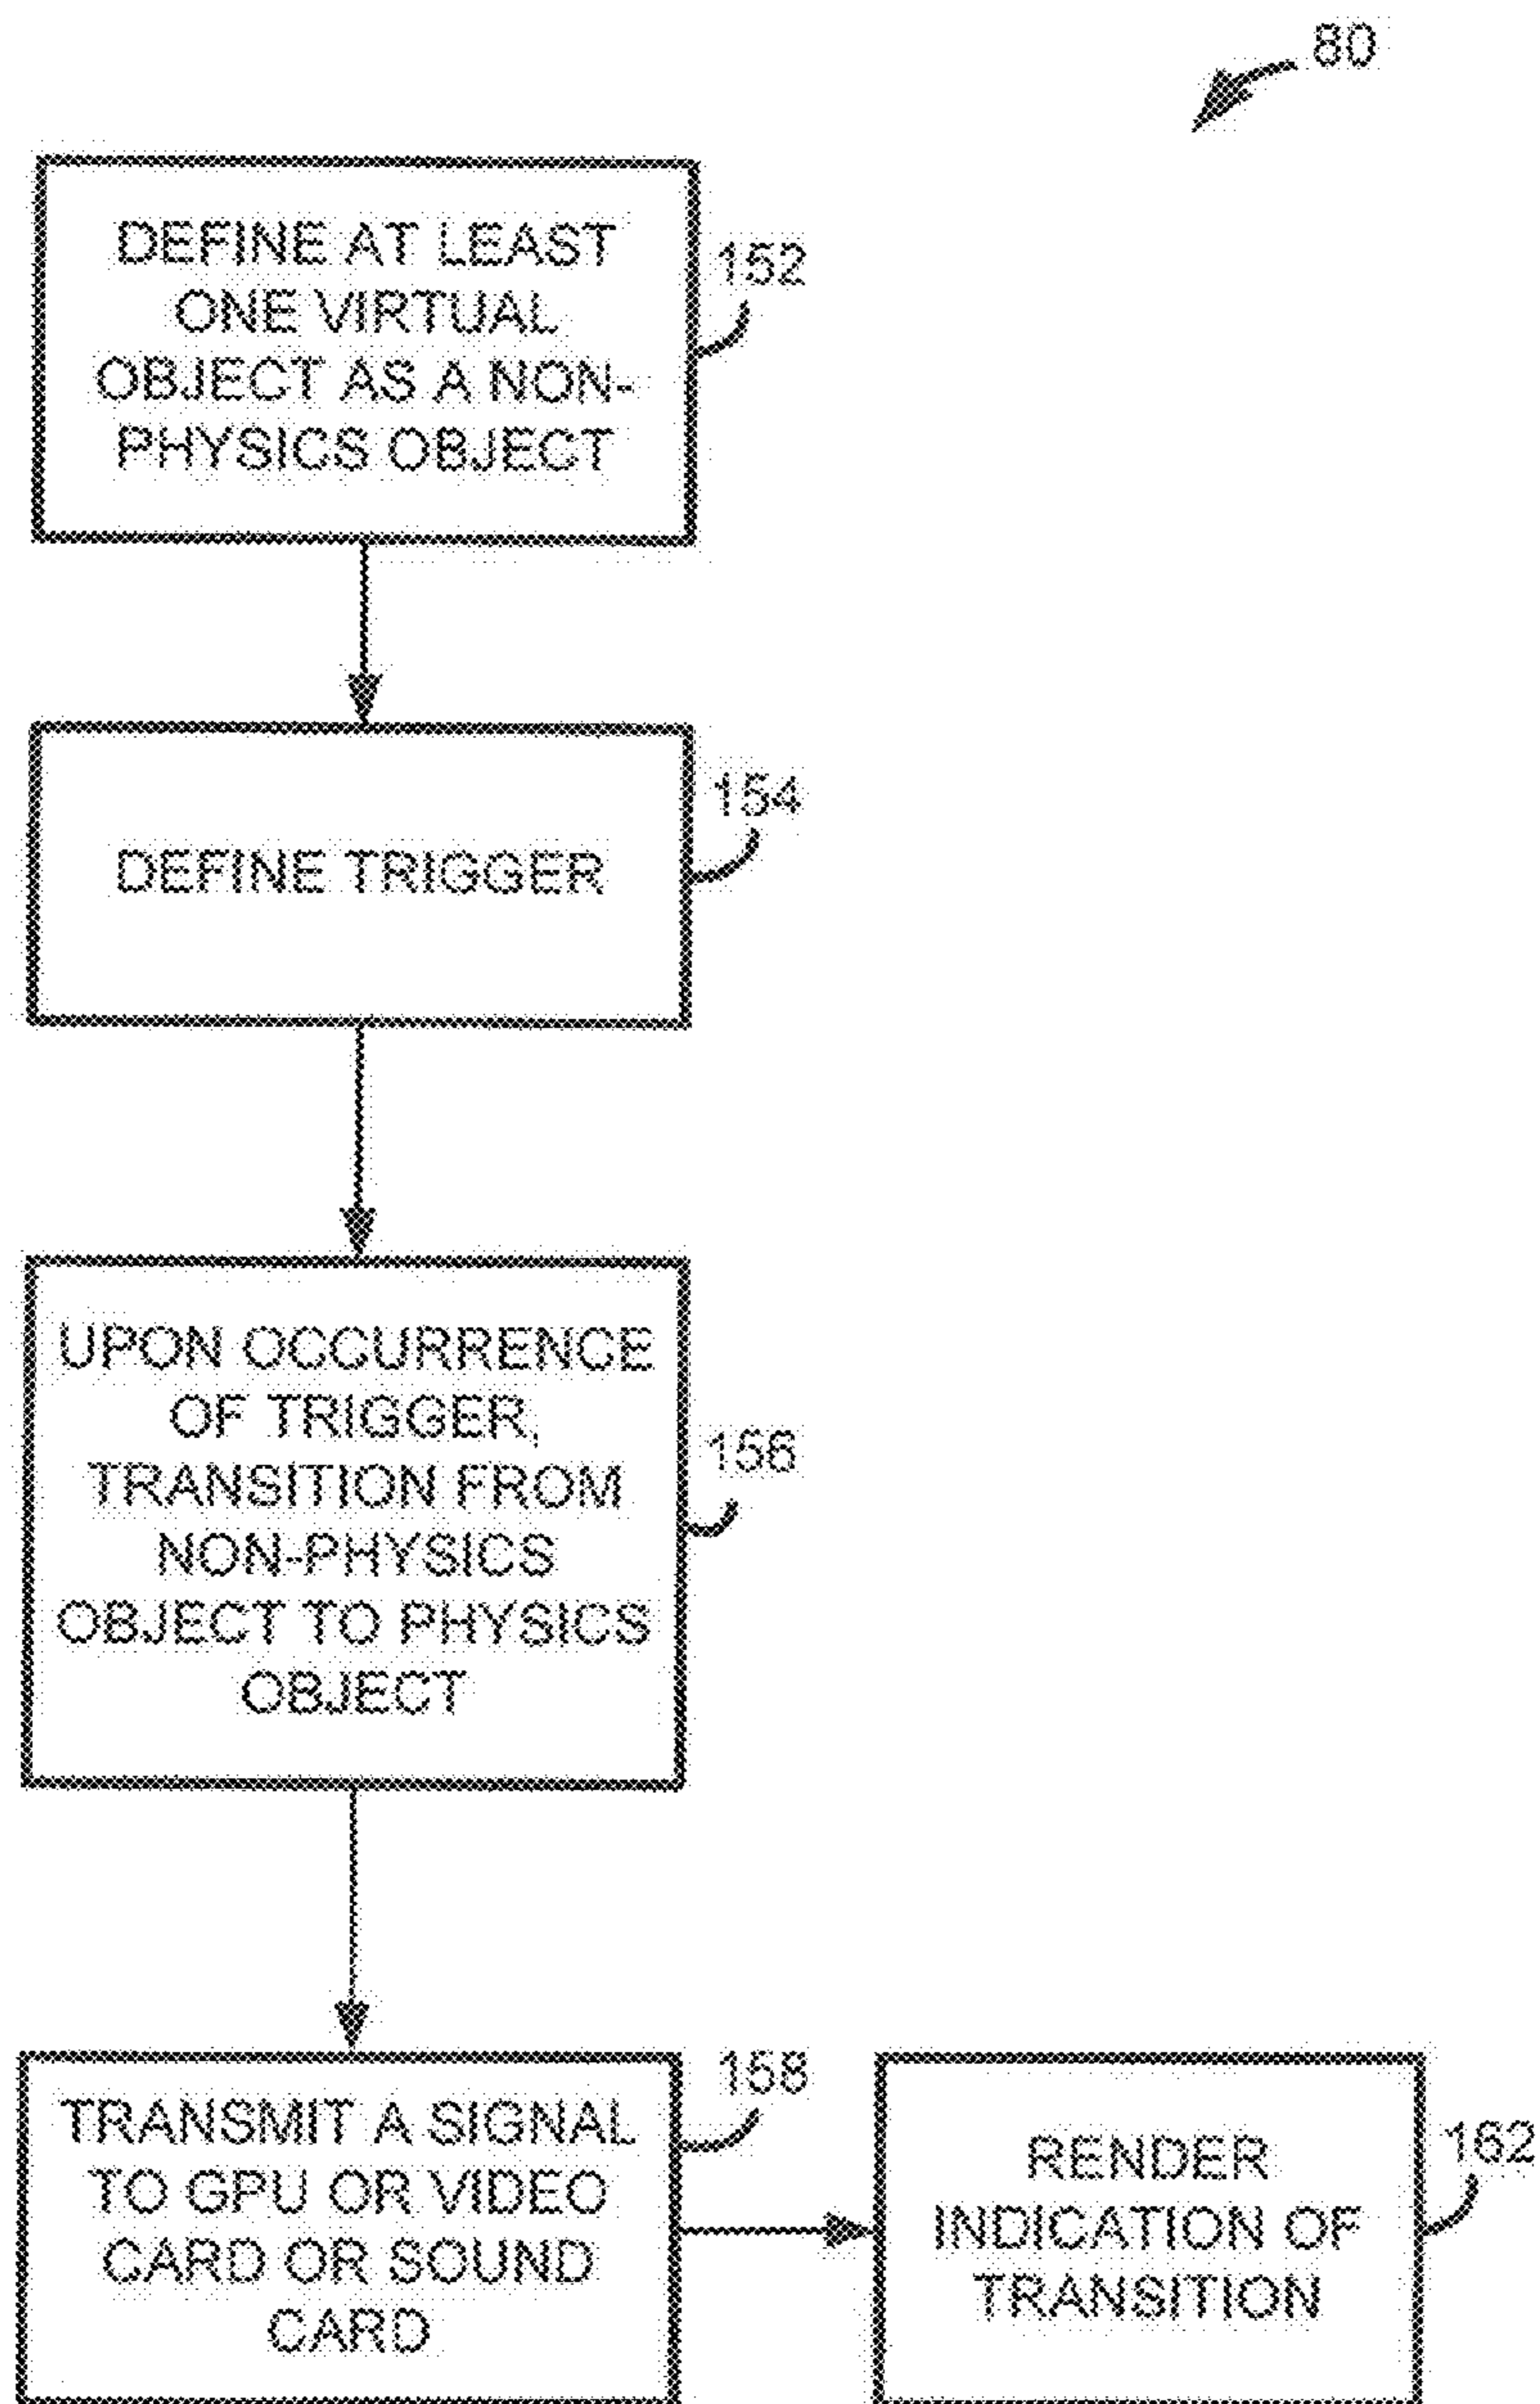 80
DEFINE AT LEAST
ONE VIRTUAL
OBJECT AS A NON-
PHYSICS OBJECT
152
DEFINE TRIGGER
154
UPON OCCURRENCE
OF TRIGGER,
TRANSITION FROM
NON-PHYSICS
OBJECT TO PHYSICS
OBJECT
156
TRANSMIT A SIGNAL
TO GPU OR VIDEO
CARD OR SOUND
CARD
158
RENDER
INDICATION OF
TRANSITION
162